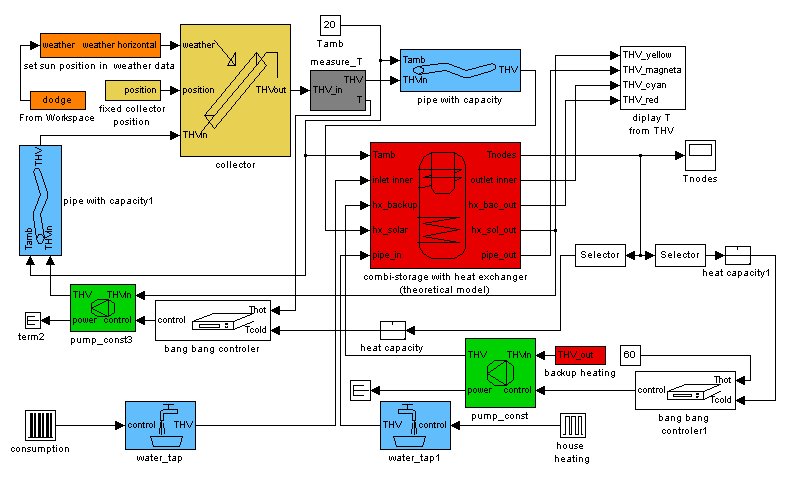 weather
weather horizontal
set sun position in weather data
position
fixed collector
position
dodge
From Workspace
weather
position
THVin
THVout
collector
20
Tamb
measure_T
THV_in
THV
T
Tamb
THVin
THV
pipe with capacity
THV_yellow
THV_magneta
THV_cyan
THV_red
diplay T
from THV
THV
Tamb
THVin
pipe with capacity1
Tamb
inlet inner
hx_backup
hx_solar
pipe_in
Tnodes
outlet inner
hx_bac_out
hx_sol_out
pipe_out
combi-storage with heat exchanger
(theoretical model)
Tnodes
Selector
Selector
heat capacity1
THV
THVin
power
control
pump_const3
term2
control
Thot
Tcold
bang bang controler
heat capacity
THV
THVin
power
control
pump_const
THV_out
backup heating
60
control
Thot
Tcold
bang bang
controler1
consumption
control
THV
water_tap
THV
control
water_tap1
house
heating